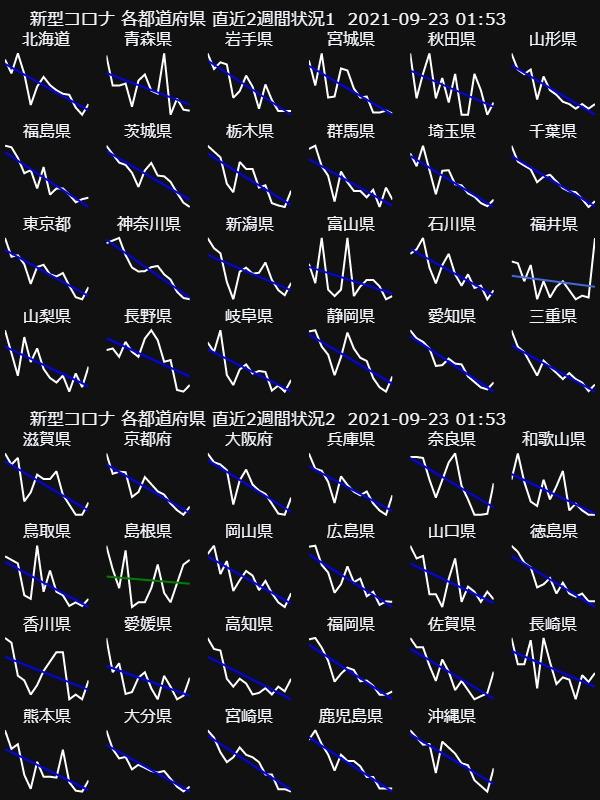 新型コロナ 各都道府県 直近2週間状況1 2021-09-23 01:53
北海道 青森県 岩手県 宮城県 秋田県 山形県
福島県 茨城県 栃木県 群馬県 埼玉県 千葉県
東京都 神奈川県 新潟県 富山県 石川県 福井県
山梨県 長野県 岐阜県 静岡県 愛知県 三重県
新型コロナ 各都道府県 直近2週間状況2 2021-09-23 01:53
滋賀県 京都府 大阪府 兵庫県 奈良県 和歌山県
鳥取県 島根県 岡山県 広島県 山口県 徳島県
香川県 愛媛県 高知県 福岡県 佐賀県 長崎県
熊本県 大分県 宮崎県 鹿児島県 沖縄県